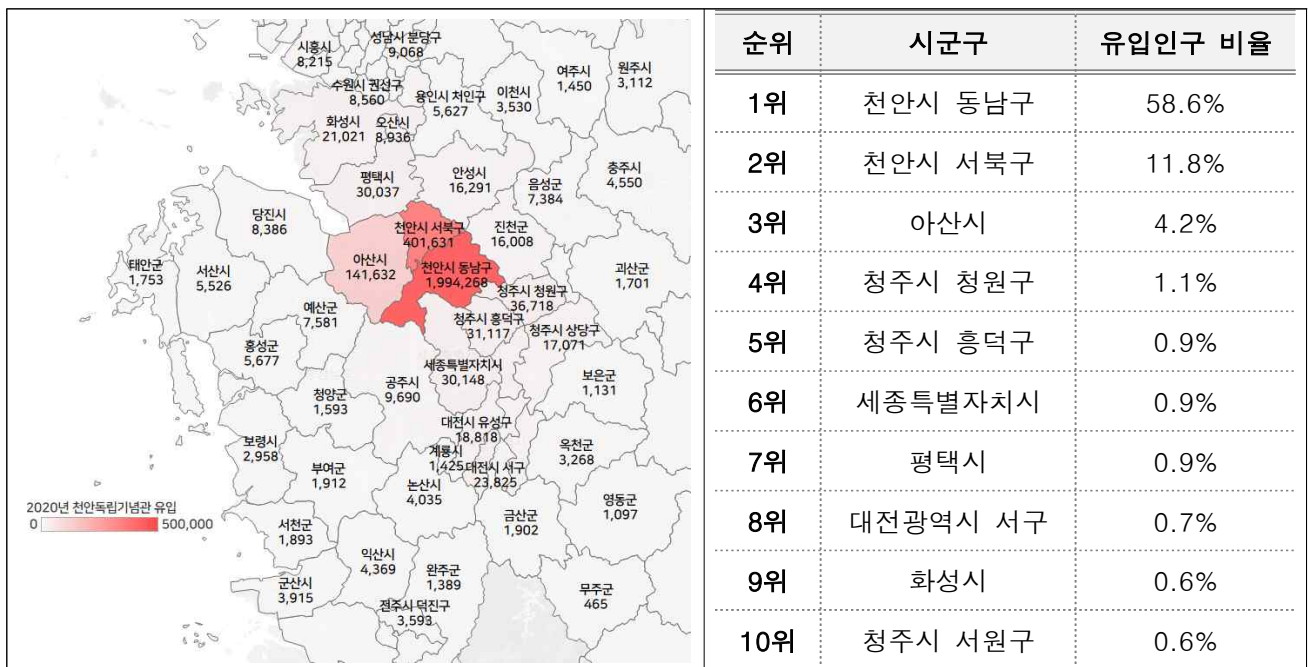 시흥시
8,215
성남시 분당구
9,068
수원시 권선구
8,560
용인시 처인구
5,627
이천시
3,530
여주시
1,450
원주시
3,112
화성시
21,021
오산시
8,936
평택시
30,037
안성시
16,291
음성군
7,384
충주시
4,550
당진시
8,386
천안시 서북구
401,631
진천군
16,008
아산시
141,632
천안시 동남구
1,994,268
태안군
1,753
서산시
5,526
괴산군
1,701
예산군
7,581
청주시 청원구
36,718
청주시 흥덕구
31,117
청주시 상당구
17,071
홍성군
5,677
세종특별자치시
30,148
공주시
9,690
보은군
1,131
청양군
1,593
대전시 유성구
18,818
보령시
2,958
계룡시
1,425
대전시 서구
23,825
옥천군
3,268
부여군
1,912
논산시
4,035
영동군
1,097
2020년 천안독립기념관 유입
0 500,000
금산군
1,902
서천군
1,893
익산시
4,369
완주군
1,389
군산시
3,915
무주군
465
전주시 덕진구
3,593
순위 시군구 유입인구 비율
1위 천안시 동남구 58.6%
2위 천안시 서북구 11.8%
3위 아산시 4.2%
4위 청주시 청원구 1.1%
5위 청주시 흥덕구 0.9%
6위 세종특별자치시 0.9%
7위 평택시 0.9%
8위 대전광역시 서구 0.7%
9위 화성시 0.6%
10위 청주시 서원구 0.6%